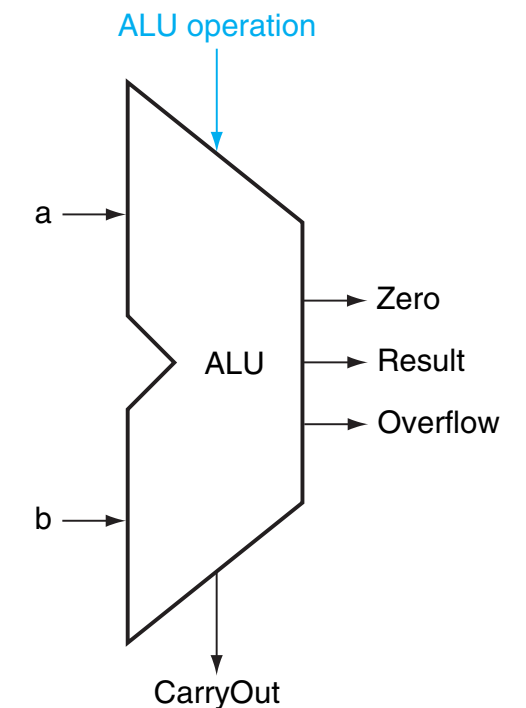 ALU operation
a
Zero
ALU
Result
Overflow
b
CarryOut